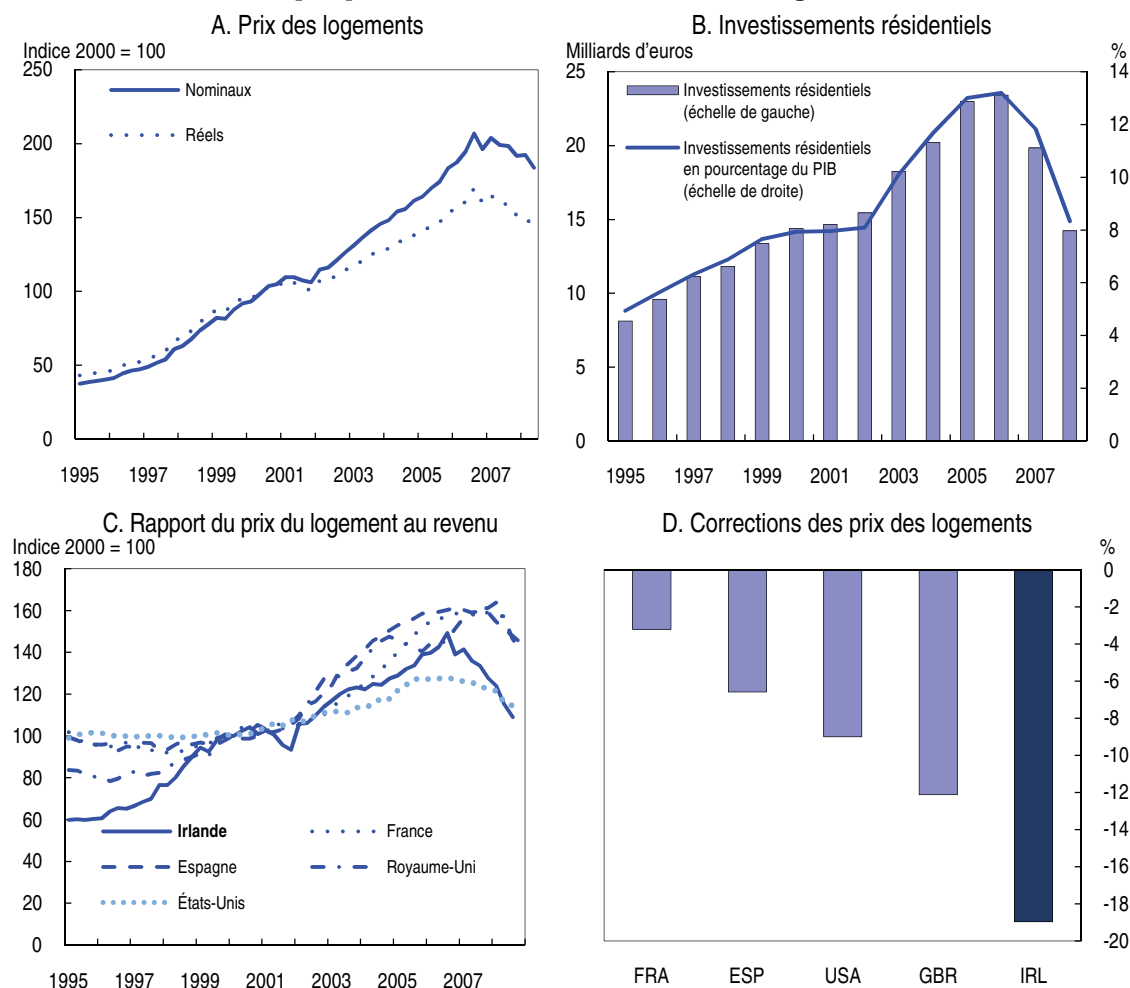 A. Prix des logements
Indice 2000 = 100
250
200
150
100
50
0
Nominaux
Réels
1995 1997 1999 2001 2003 2005 2007
B. Investissements résidentiels
Milliards d'euros %
25
20
15
10
5
0
Investissements résidentiels
(échelle de gauche)
Investissements résidentiels
en pourcentage du PIB
(échelle de droite)
14
12
10
8
6
4
2
0
1995 1997 1999 2001 2003 2005 2007
C. Rapport du prix du logement au revenu
Indice 2000 = 100
180
160
140
120
100
80
60
40
20
0
Irlande France
Espagne Royaume-Uni
États-Unis
1995 1997 1999 2001 2003 2005 2007
D. Corrections des prix des logements
%
0
-2
-4
-6
-8
-10
-12
-14
-16
-18
-20
FRA ESP USA GBR IRL